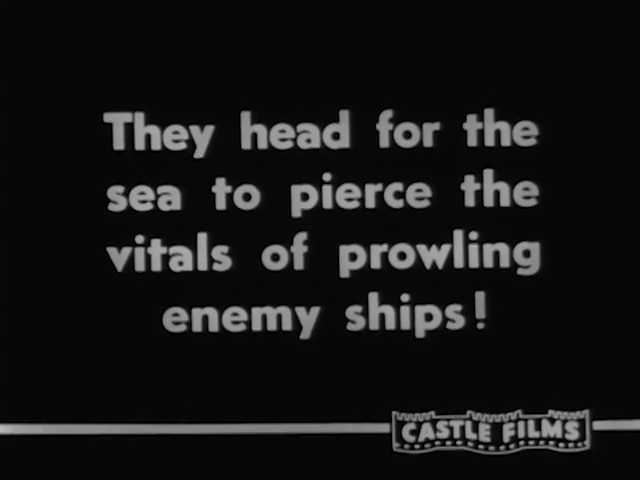 They head for the
sea to pierce the
vitals of prowling
enemy ships!
CASTLE FILMS